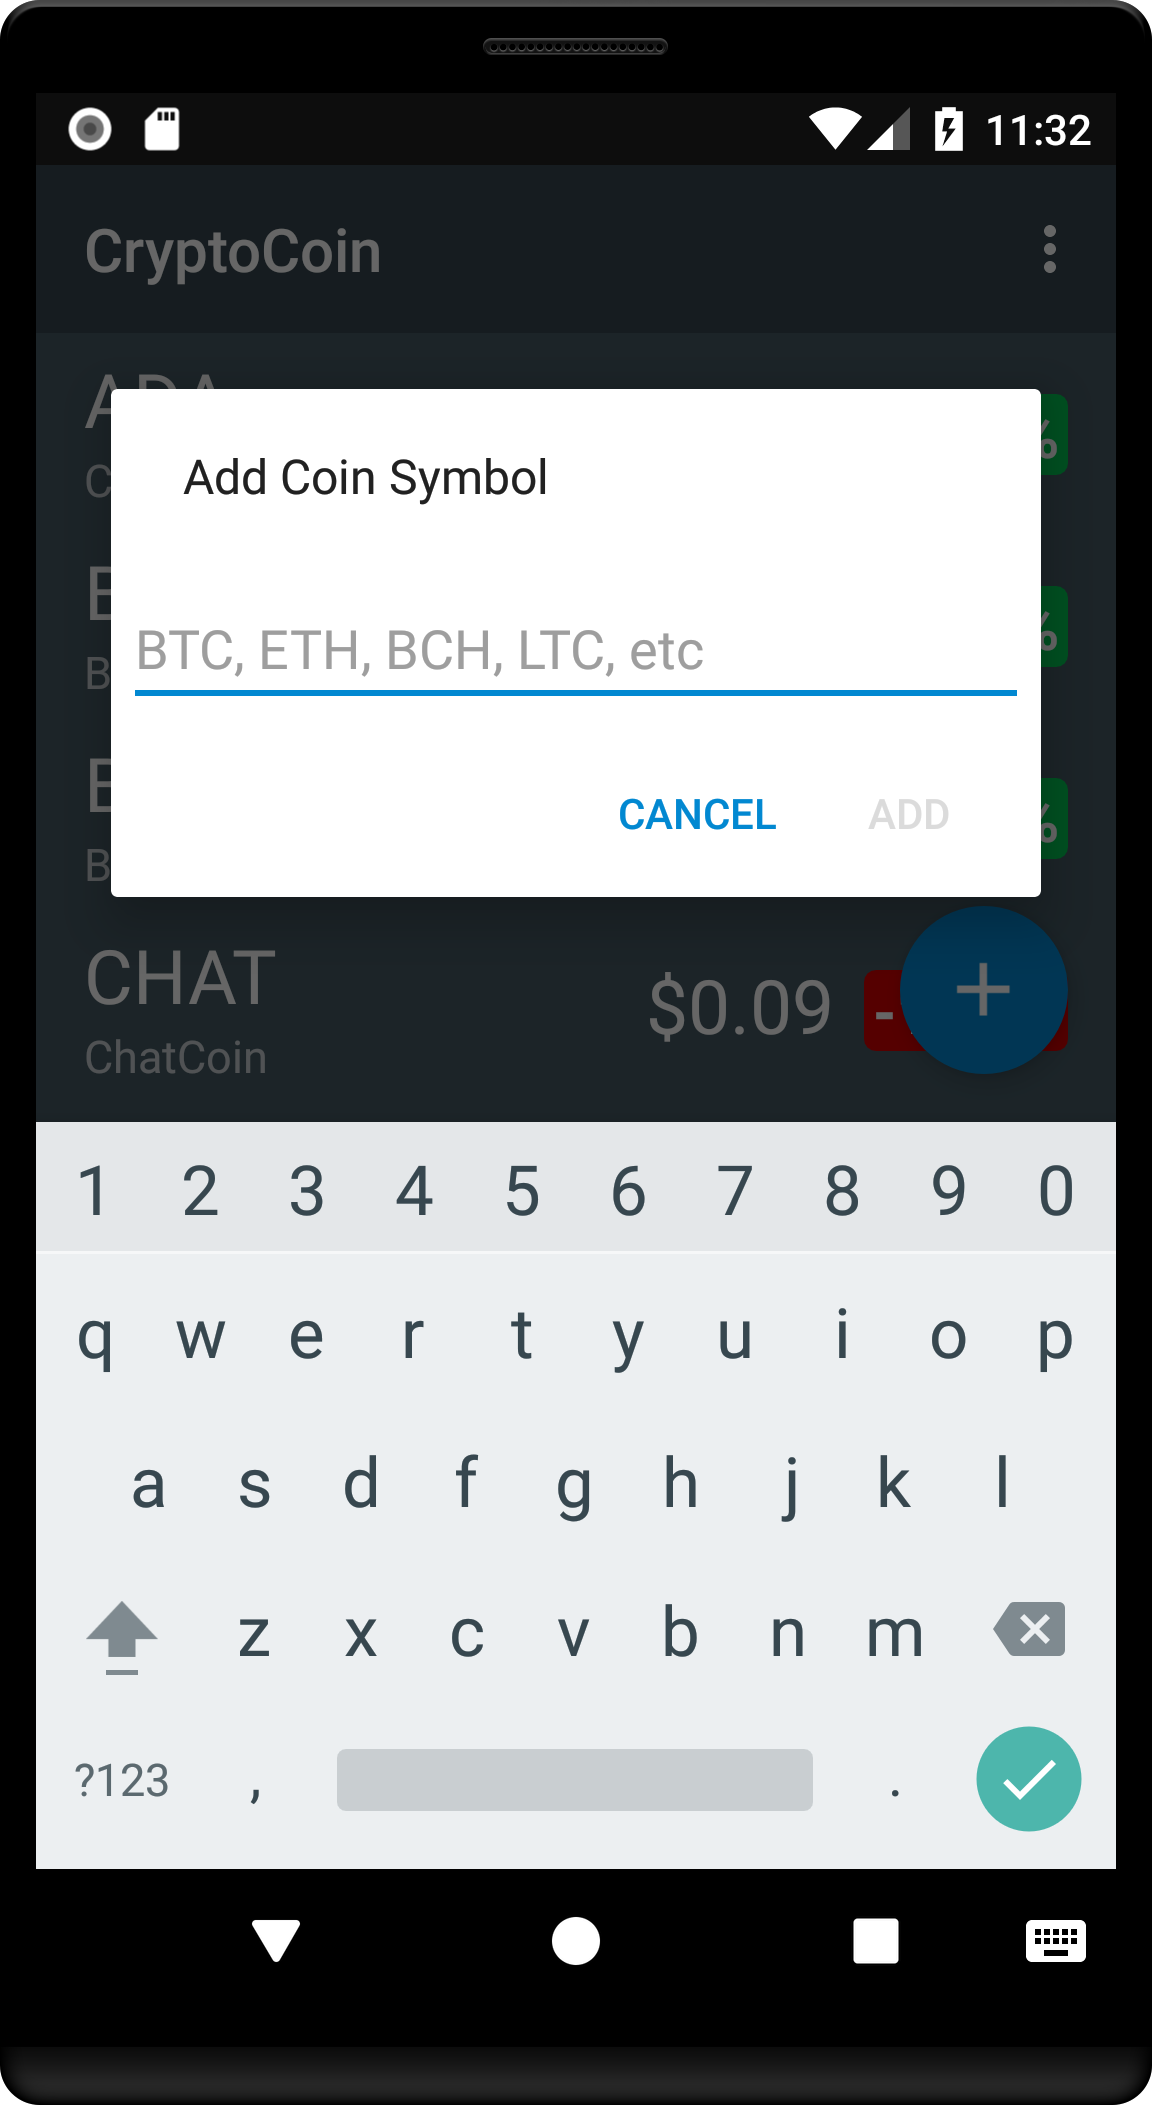 11:32
CryptoCoin
ADA
Add Coin Symbol
BTC, ETH, BCH, LTC, etc
CANCEL ADD
CHAT $0.09 -
ChatCoin
1 2 3 4 5 6 7 8 9 0
q w e r t y u i o p
a s d f g h j k l
z x c v b n m
?123 , .